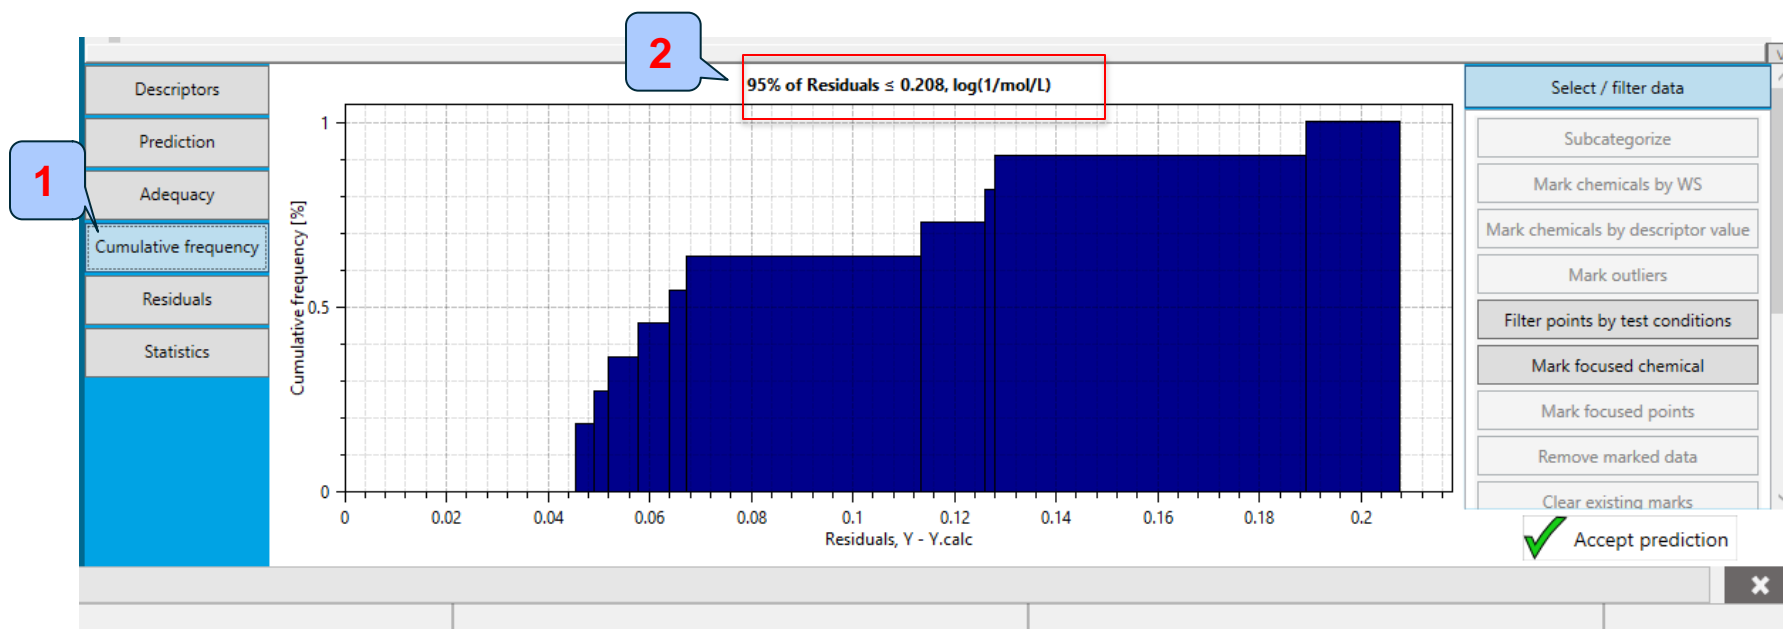 2
1
Descriptors
Prediction
Adequacy
Cumulative frequency
Residuals
Statistics
95% of Residuals ≤ 0.208, log(1/mol/L)
Cumulative frequency [%]
1
0.5
0
0 0.02 0.04 0.06 0.08 0.1 0.12 0.14 0.16 0.18 0.2
Residuals, Y - Y.calc
Select / filter data
Subcategorize
Mark chemicals by WS
Mark chemicals by descriptor value
Mark outliers
Filter points by test conditions
Mark focused chemical
Mark focused points
Remove marked data
Clear existing marks
Accept prediction